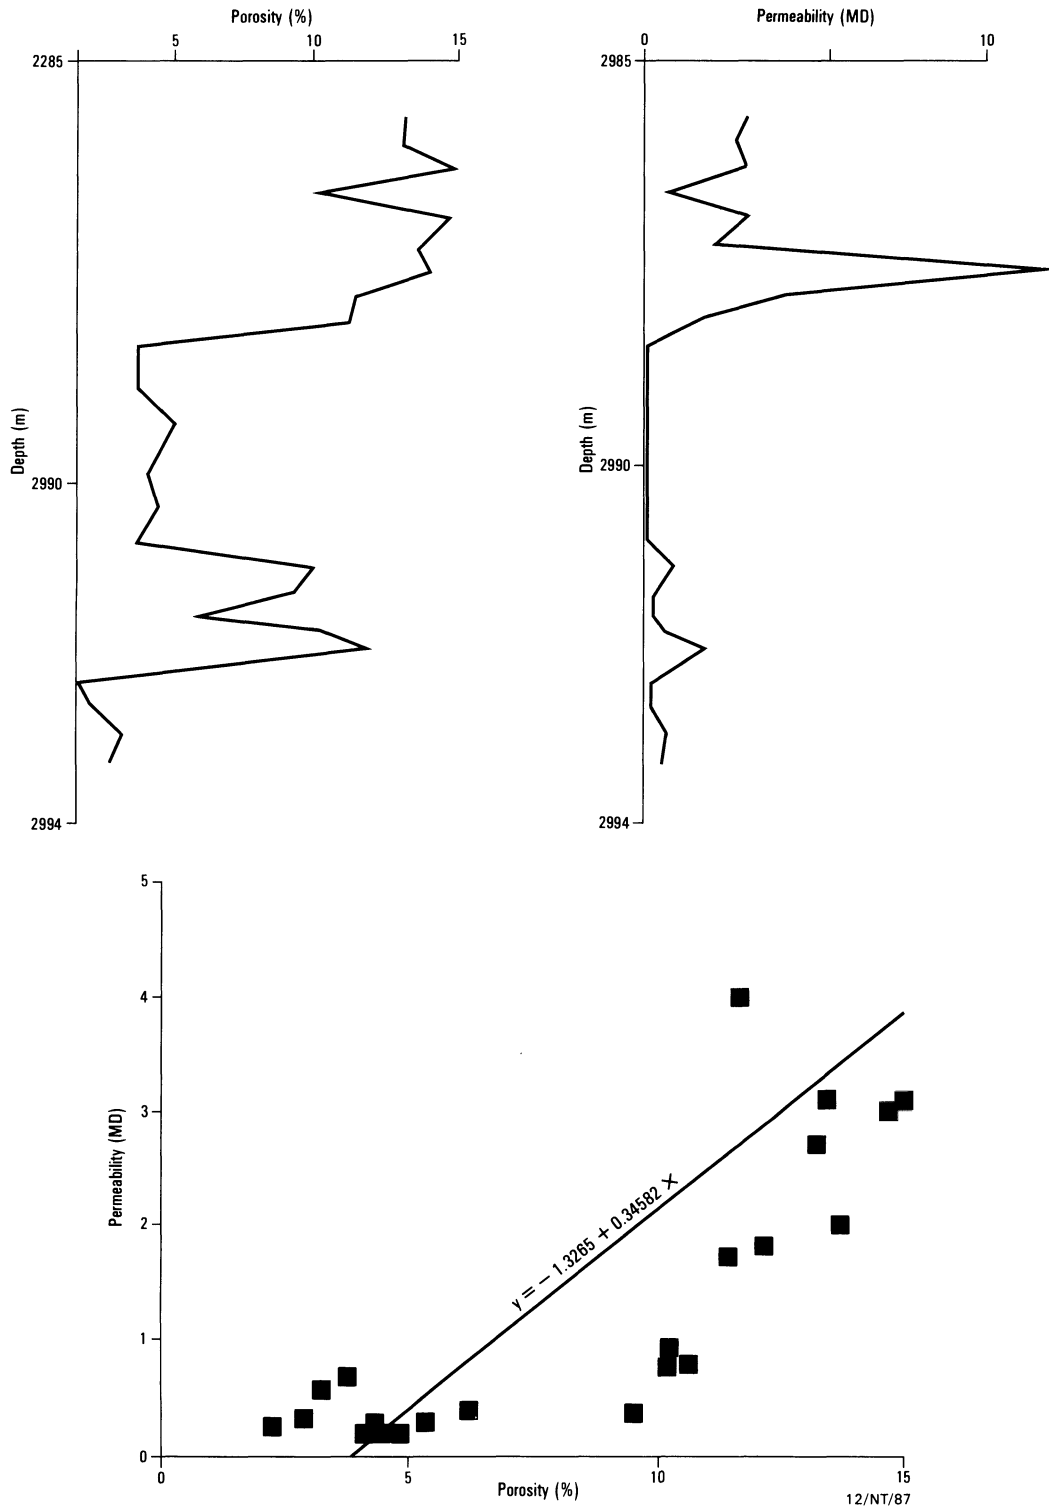 Porosity (%)
5 10 15
2285
Depth (m)
2990
2994
Permeability (MD)
0 10
2985
Depth (m)
2990
2994
5
4
3
2
1
0
Permeability (MD)
y = − 1.3265 + 0.34582 X
0 5 10 15
Porosity (%)
12/NT/87